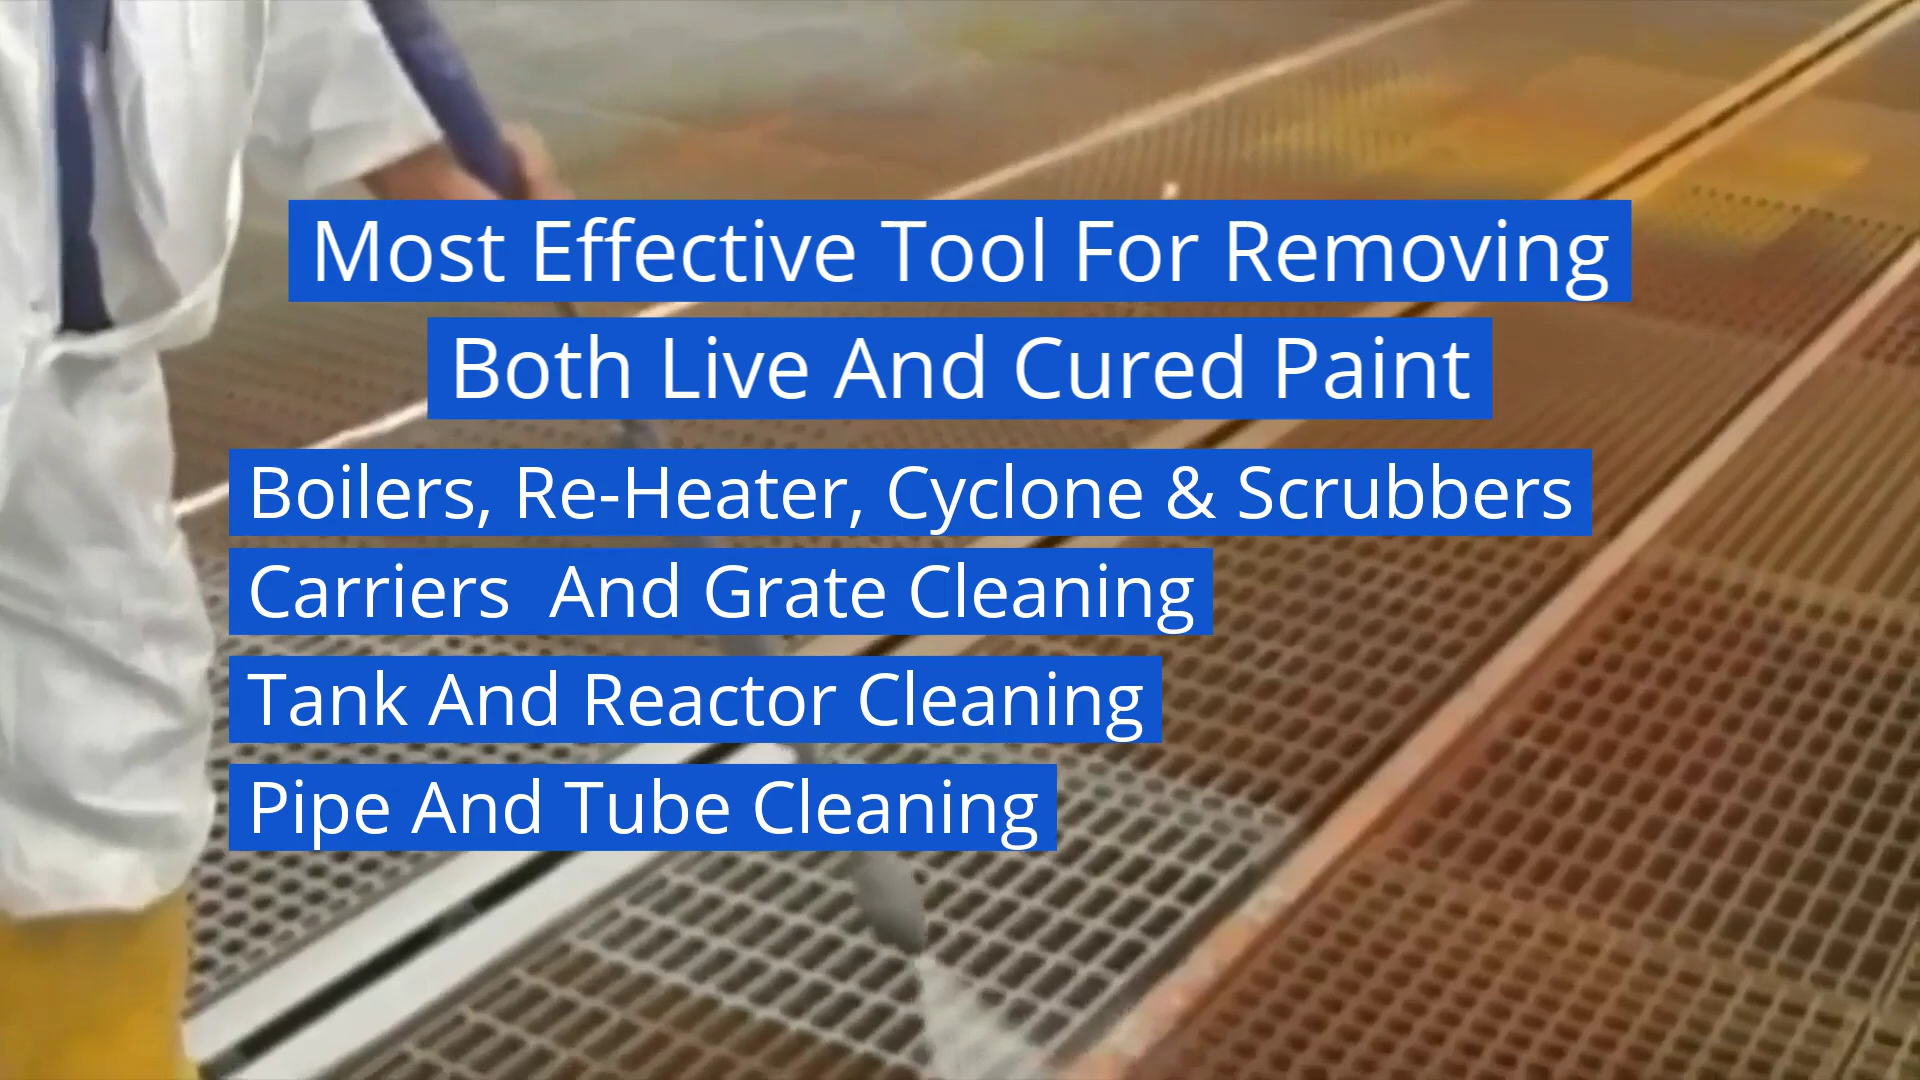 Most Effective Tool For Removing
Both Live And Cured Paint
Boilers, Re-Heater, Cyclone & Scrubbers
Carriers  And Grate Cleaning
Tank And Reactor Cleaning
Pipe And Tube Cleaning